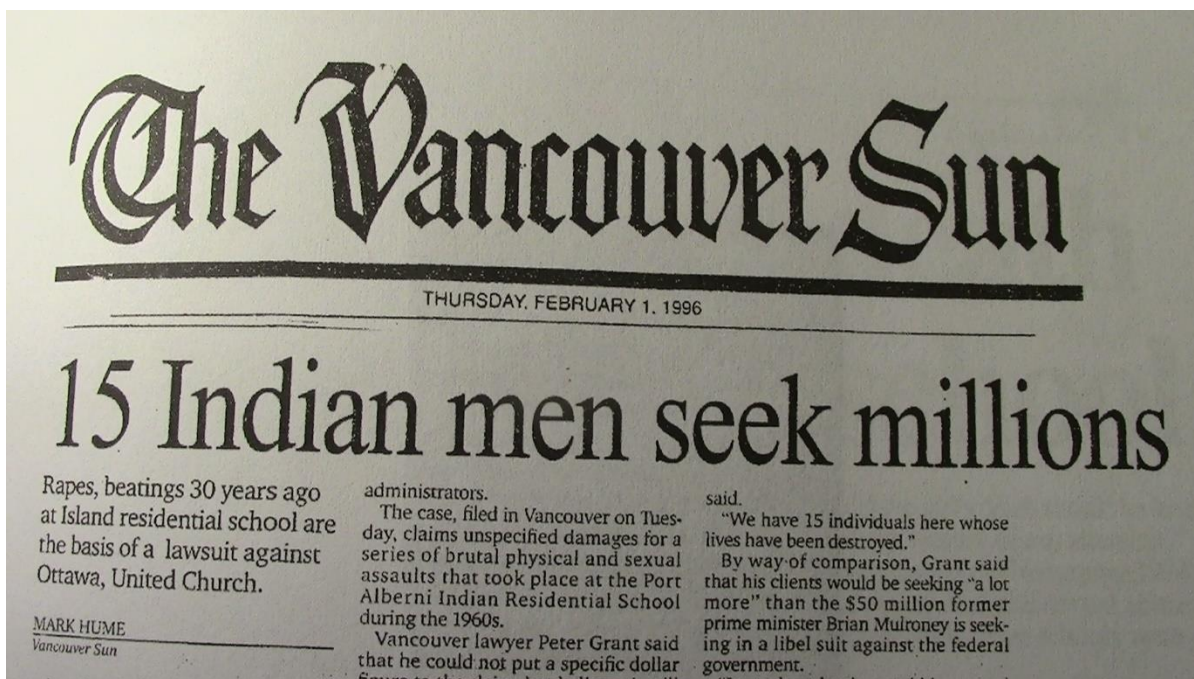 The Vancouver Sun
THURSDAY, FEBRUARY 1, 1996
15 Indian men seek millions
Rapes, beatings 30 years ago
at Island residential school are
the basis of a lawsuit against
Ottawa, United Church.
MARK HUME
Vancouver Sun
administrators.
The case, filed in Vancouver on Tues-
day, claims unspecified damages for a
series of brutal physical and sexual
assaults that took place at the Port
Alberni Indian Residential School
during the 1960s.
Vancouver lawyer Peter Grant said
that he could not put a specific dollar
said.
"We have 15 individuals here whose
lives have been destroyed."
By way of comparison, Grant said
that his clients would be seeking "a lot
more" than the $50 million former
prime minister Brian Mulroney is seek-
ing in a libel suit against the federal
government.